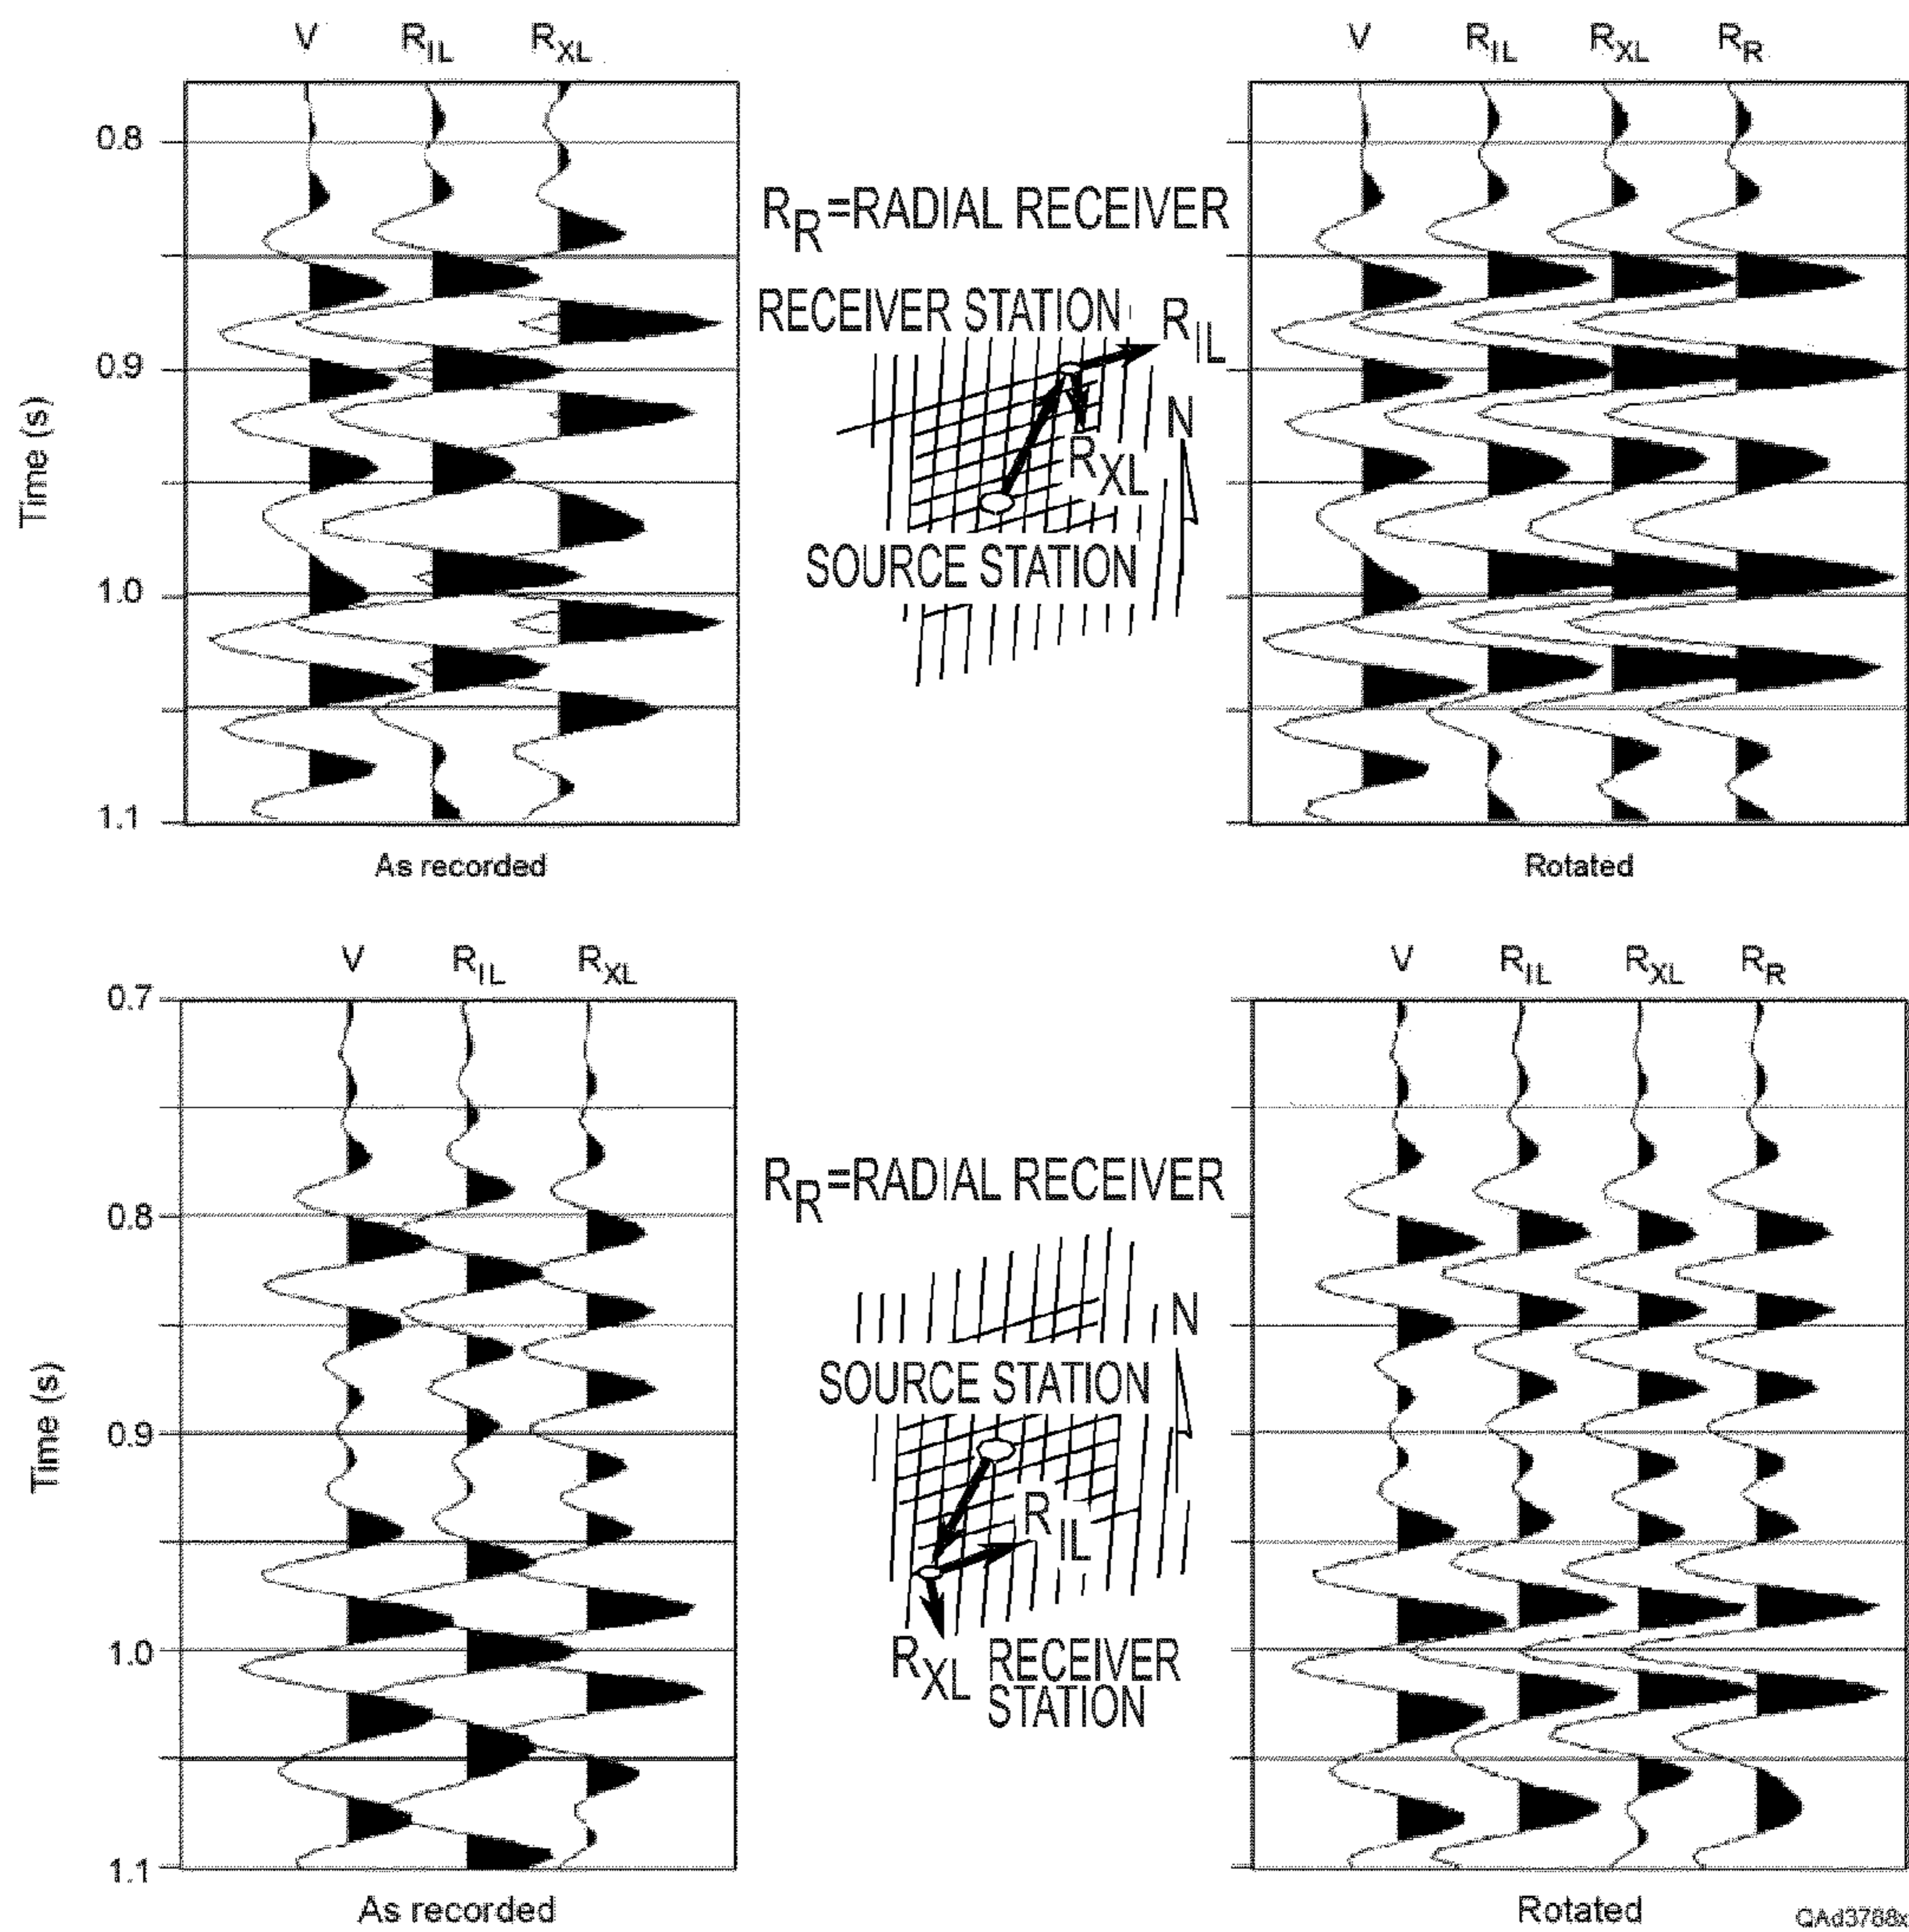 V R_IL R_XL
V R_IL R_XL R_R
0.8
0.9
1.0
1.1
Time (s)
R_R=RADIAL RECEIVER
RECEIVER STATION
R_IL
N
R_XL
SOURCE STATION
As recorded
Rotated
V R_IL R_XL
V R_IL R_XL R_R
0.7
0.8
0.9
1.0
1.1
Time (s)
R_R=RADIAL RECEIVER
N
SOURCE STATION
R_IL
R_XL RECEIVER
STATION
As recorded
Rotated
QAd3788x